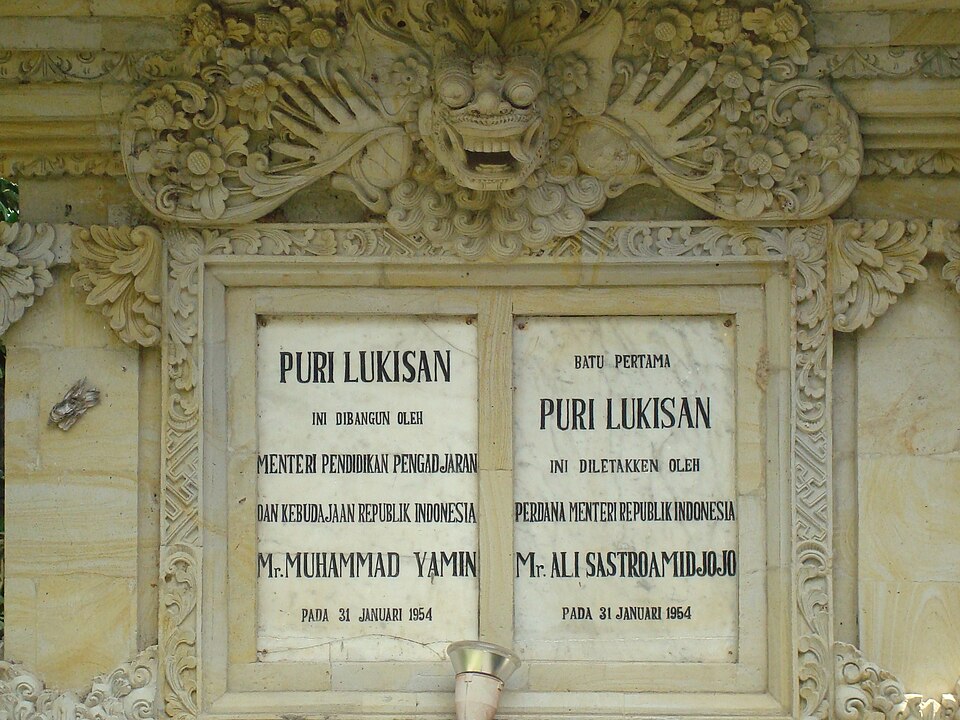 PURI LUKISAN
INI DIBANGUN OLEH
MENTERI PENDIDIKAN PENGADJARAN
DAN KEBUDAJAAN REPUBLIK INDONESIA
Mr. MUHAMMAD YAMIN
PADA 31 JANUARI 1954
BATU PERTAMA
PURI LUKISAN
INI DILETAKKEN OLEH
PERDANA MENTERI REPUBLIK INDONESIA
Mr. ALI SASTROAMIDJOJO
PADA 31 JANUARI 1954